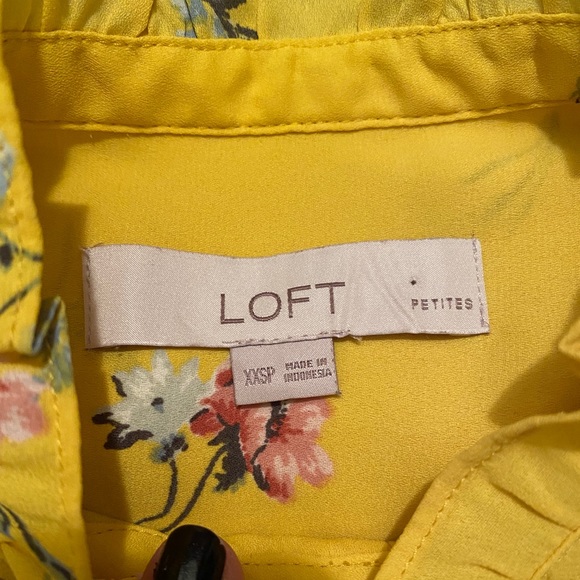 LOFT
PETITES
XXSP
MADE IN
INDONESIA